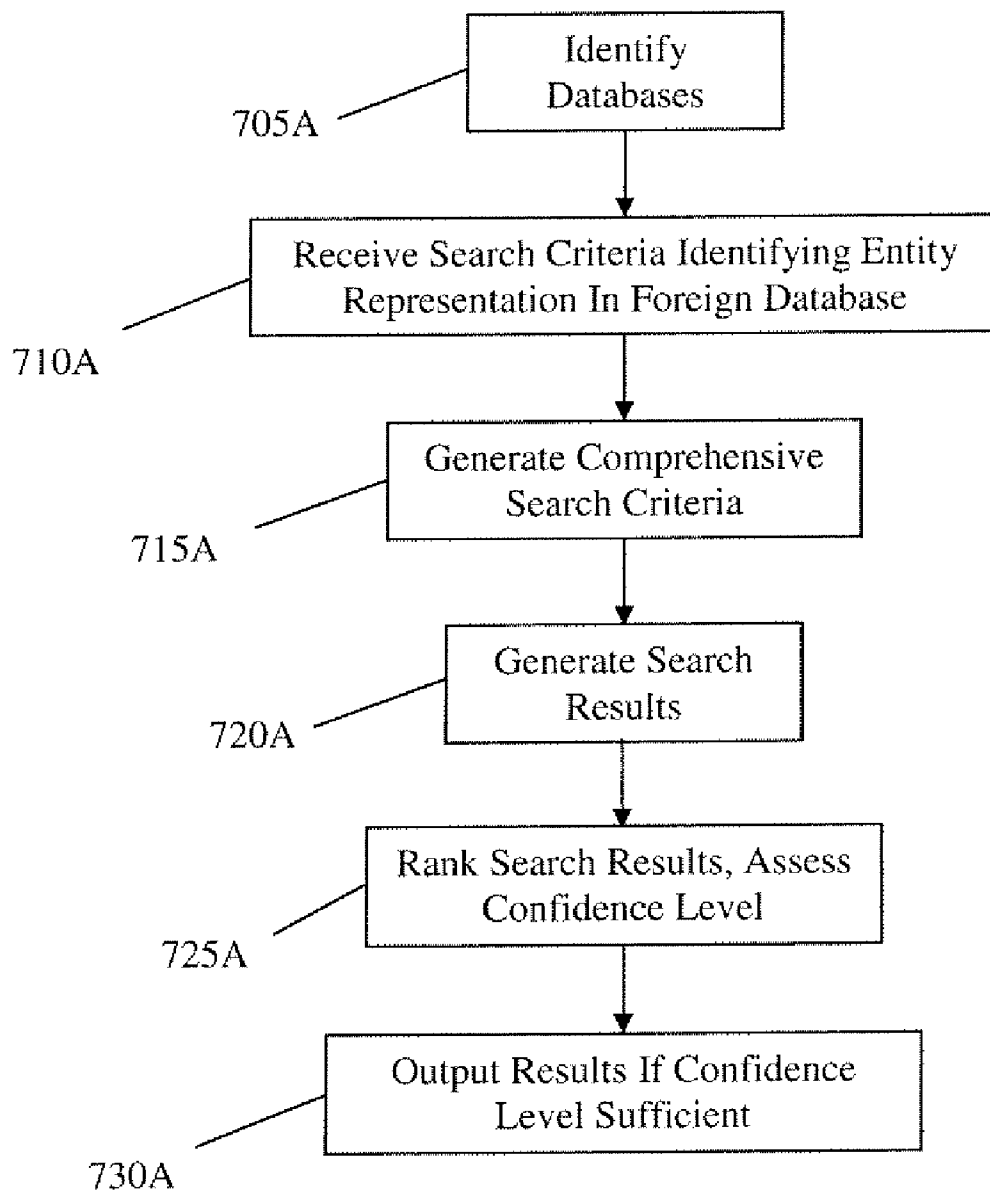 Identify
Databases
705A
Receive Search Criteria Identifying Entity
Representation In Foreign Database
710A
Generate Comprehensive
Search Criteria
715A
Generate Search
Results
720A
Rank Search Results, Assess
Confidence Level
725A
Output Results If Confidence
Level Sufficient
730A